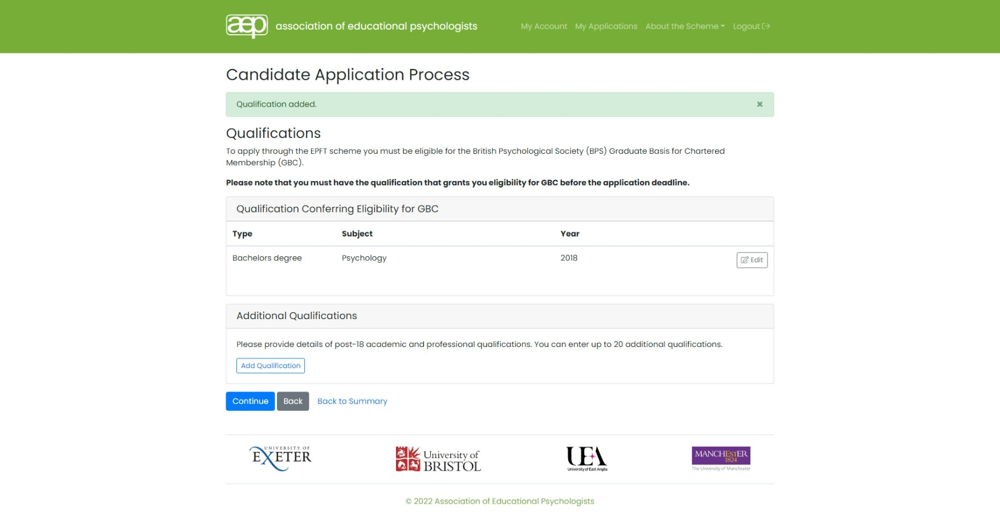 aep association of educational psychologists My Account My Applications About the Scheme Logout
Candidate Application Process
Qualification added. ×
Qualifications
To apply through the EPFT scheme you must be eligible for the British Psychological Society (BPS) Graduate Basis for Chartered
Membership (GBC).
Please note that you must have the qualification that grants you eligibility for GBC before the application deadline.
Qualification Conferring Eligibility for GBC
Type Subject Year
Bachelors degree Psychology 2018 Edit
Additional Qualifications
Please provide details of post-18 academic and professional qualifications. You can enter up to 20 additional qualifications.
Add Qualification
Continue Back Back to Summary
UNIVERSITY OF
EXETER
University of
BRISTOL
UEA
University of East Anglia
MANCHESTER
1824
The University of Manchester
© 2022 Association of Educational Psychologists